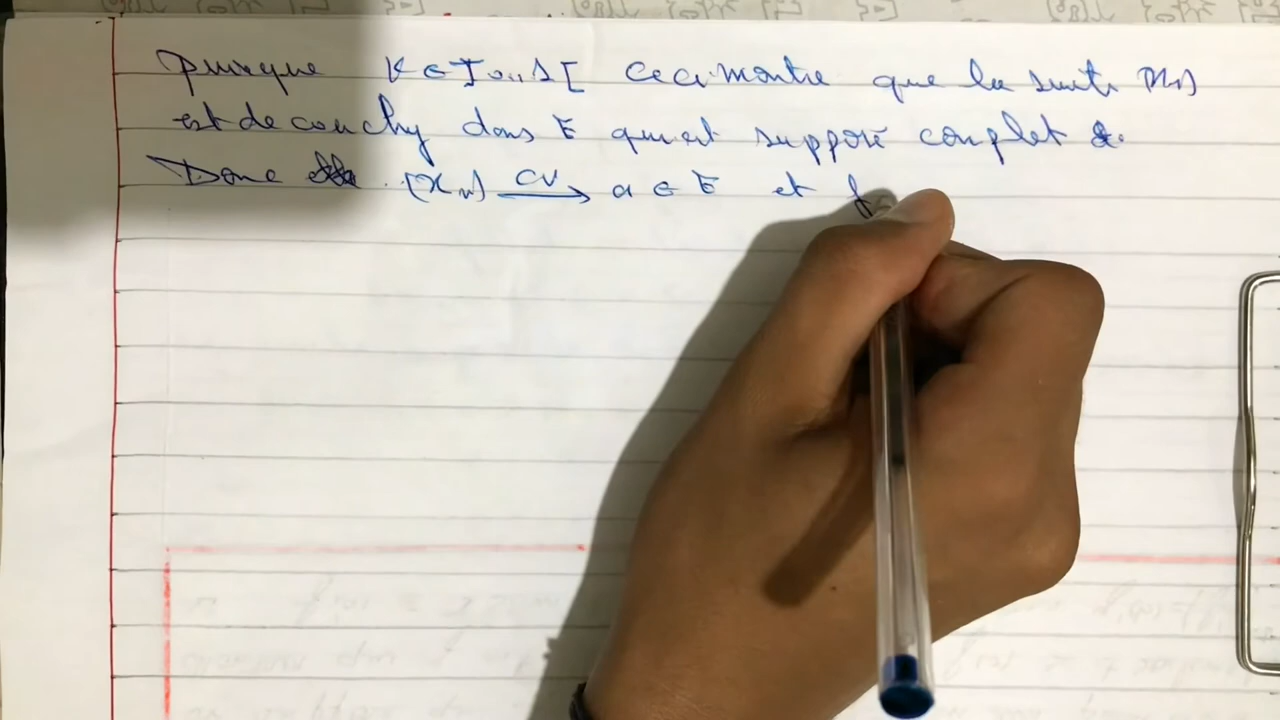 puisque K ∈ ]0,1[ ceci montre que la suite (xn)
est de couchy dans E qui est supposé complet
Donc (xn) CV→ a ∈ E et f